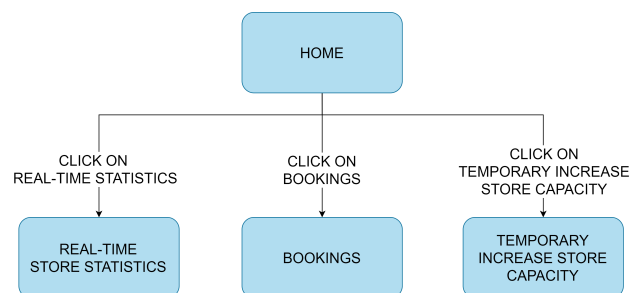 HOME
CLICK ON
REAL-TIME STATISTICS
CLICK ON
BOOKINGS
CLICK ON
TEMPORARY INCREASE
STORE CAPACITY
REAL-TIME
STORE STATISTICS
BOOKINGS
TEMPORARY
INCREASE STORE
CAPACITY